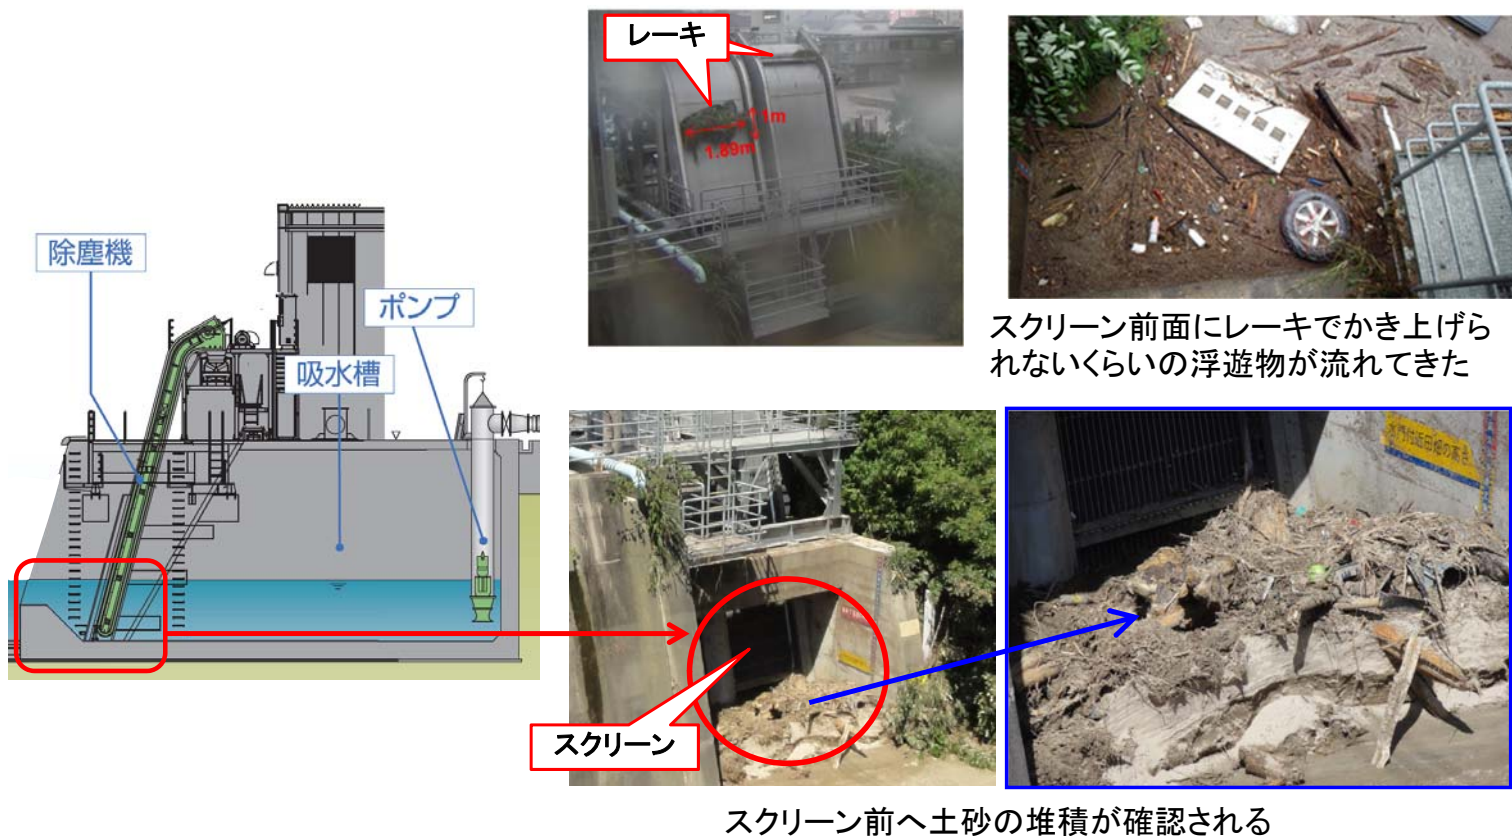 レーキ
1m
1.89m
除塵機
ポンプ
吸水槽
スクリーン前面にレーキでかき上げら
れないくらいの浮遊物が流れてきた
スクリーン
スクリーン前へ土砂の堆積が確認される